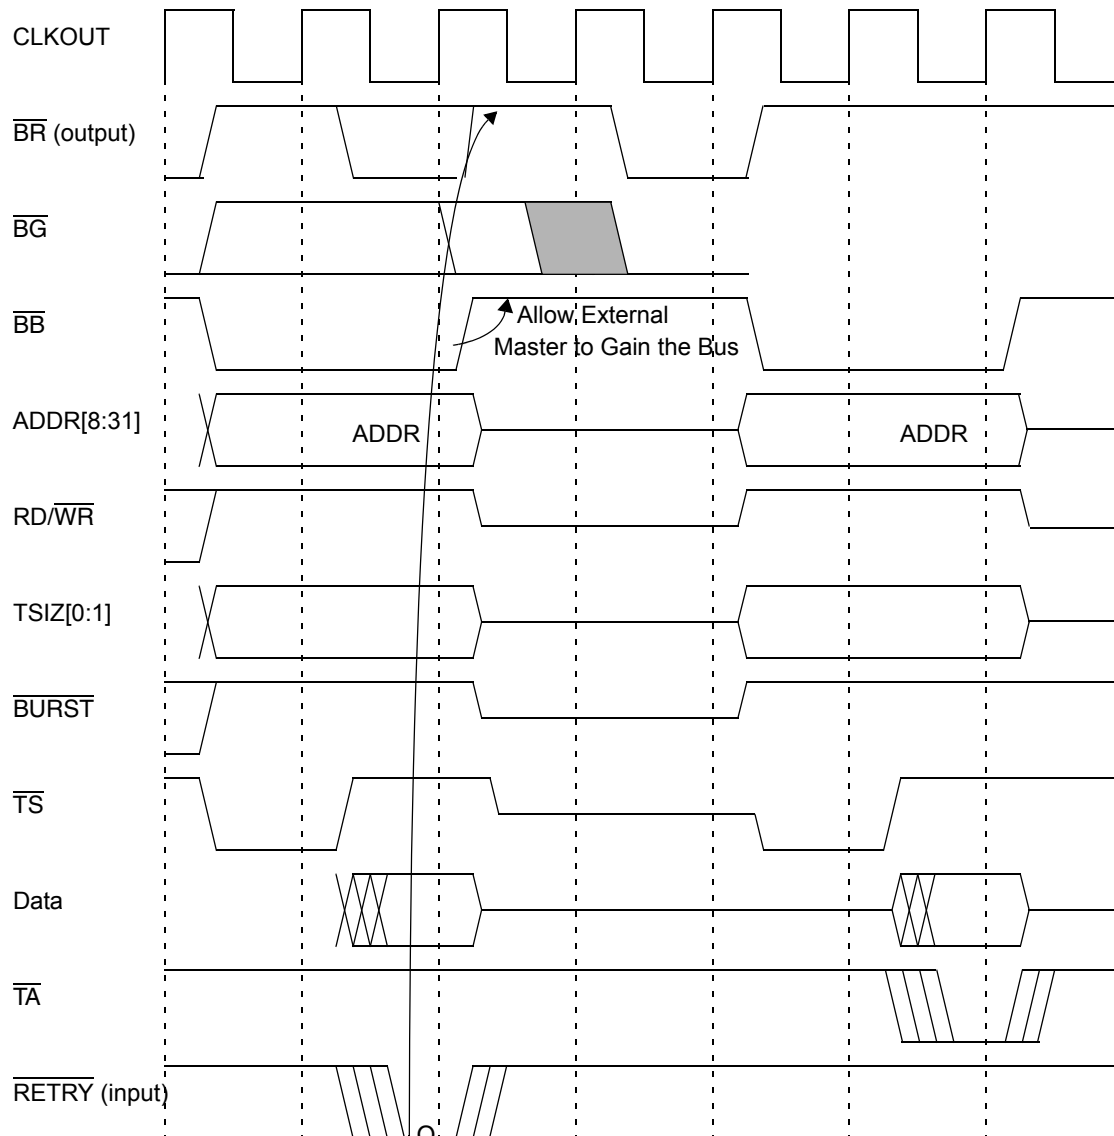 CLKOUT
BR (output)
BG
BB
Allow External
Master to Gain the Bus
ADDR[8:31]
ADDR
ADDR
RD/WR
TSIZ[0:1]
BURST
TS
Data
TA
RETRY (input)